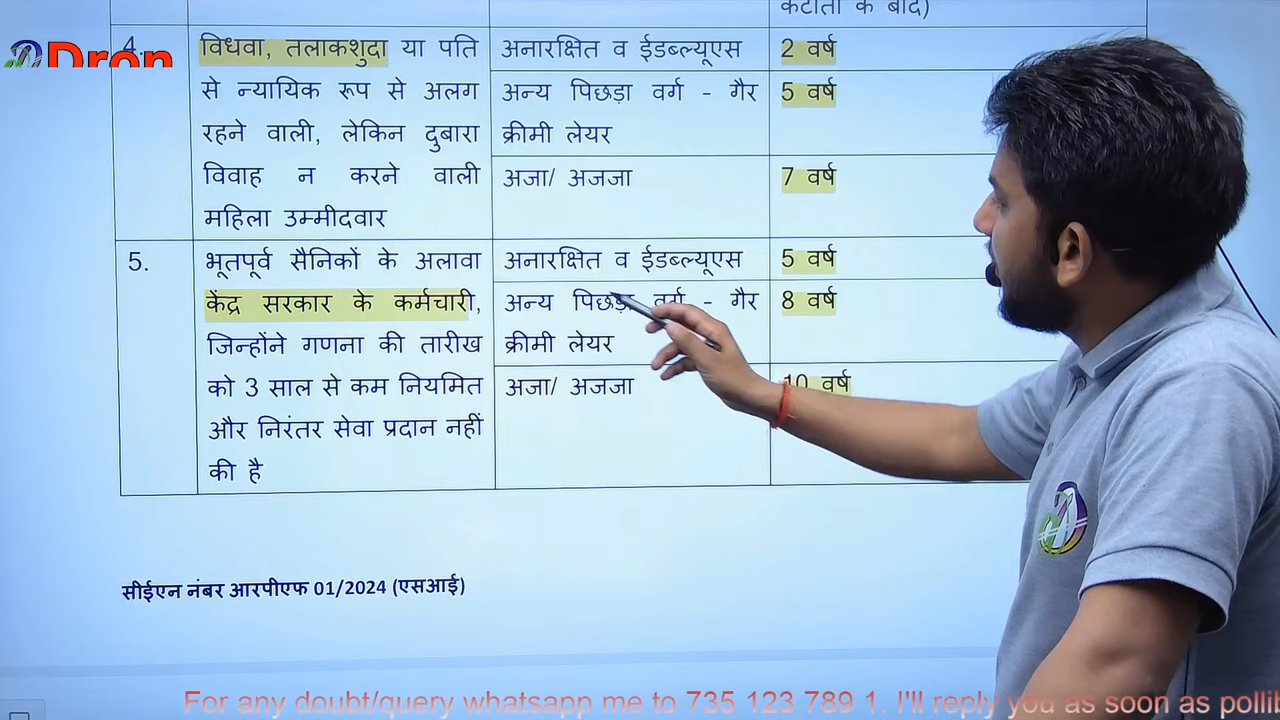 कटौती के बाद)
Dron
4.
विधवा, तलाकशुदा या पति
से न्यायिक रूप से अलग
रहने वाली, लेकिन दुबारा
विवाह न करने वाली
महिला उम्मीदवार
अनारक्षित व ईडब्ल्यूएस
2 वर्ष
अन्य पिछड़ा वर्ग - गैर
क्रीमी लेयर
5 वर्ष
अजा/ अजजा
7 वर्ष
5.
भूतपूर्व सैनिकों के अलावा
केंद्र सरकार के कर्मचारी,
जिन्होंने गणना की तारीख
को 3 साल से कम नियमित
और निरंतर सेवा प्रदान नहीं
की है
अनारक्षित व ईडब्ल्यूएस
5 वर्ष
अन्य पिछड़ा वर्ग - गैर
क्रीमी लेयर
8 वर्ष
अजा/ अजजा
10 वर्ष
सीईएन नंबर आरपीएफ 01/2024 (एसआई)
For any doubt/query whatsapp me to 735 123 789 1. I'll reply you as soon as pollib